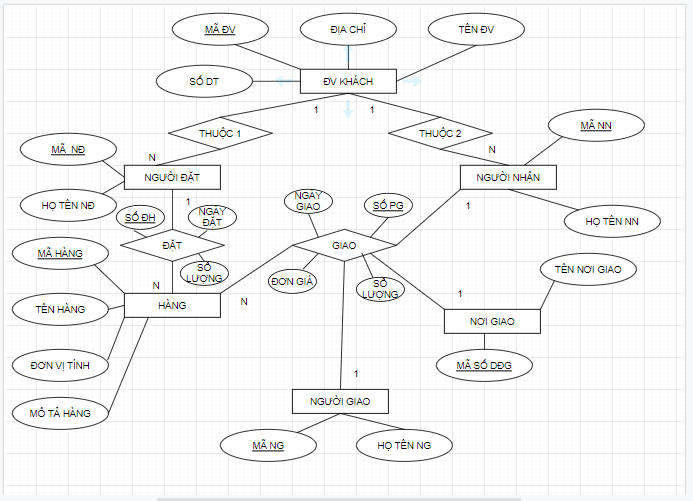 MÃ ĐV
ĐỊA CHỈ
TÊN ĐV
SỐ DT
ĐV KHÁCH
1
1
THUỘC 1
THUỘC 2
MÃ NN
MÃ NĐ
N
N
NGƯỜI ĐẶT
NGƯỜI NHẬN
HỌ TÊN NĐ
1
NGAY
GIAO
SỐ PG
1
SỐ ĐH
NGAY
ĐẶT
HỌ TÊN NN
ĐẶT
GIAO
MÃ HÀNG
SỐ
LƯỢNG
TÊN NƠI GIAO
N
ĐƠN GIÁ
SỐ
LƯỢNG
TÊN HÀNG
HÀNG
N
1
NƠI GIAO
ĐƠN VỊ TÍNH
MÃ SỐ DĐG
1
MÔ TẢ HÀNG
NGƯỜI GIAO
MÃ NG
HỌ TÊN NG